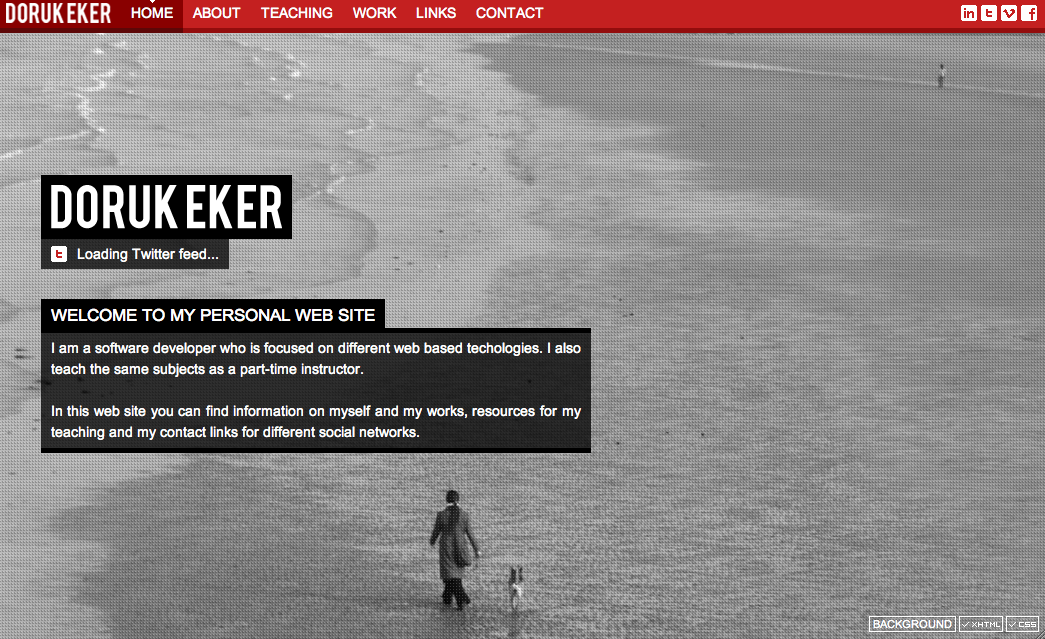 DORUK EKER HOME ABOUT TEACHING WORK LINKS CONTACT
DORUK EKER
Loading Twitter feed...
WELCOME TO MY PERSONAL WEB SITE
I am a software developer who is focused on different web based techologies. I also
teach the same subjects as a part-time instructor.
In this web site you can find information on myself and my works, resources for my
teaching and my contact links for different social networks.
BACKGROUND XHTML CSS